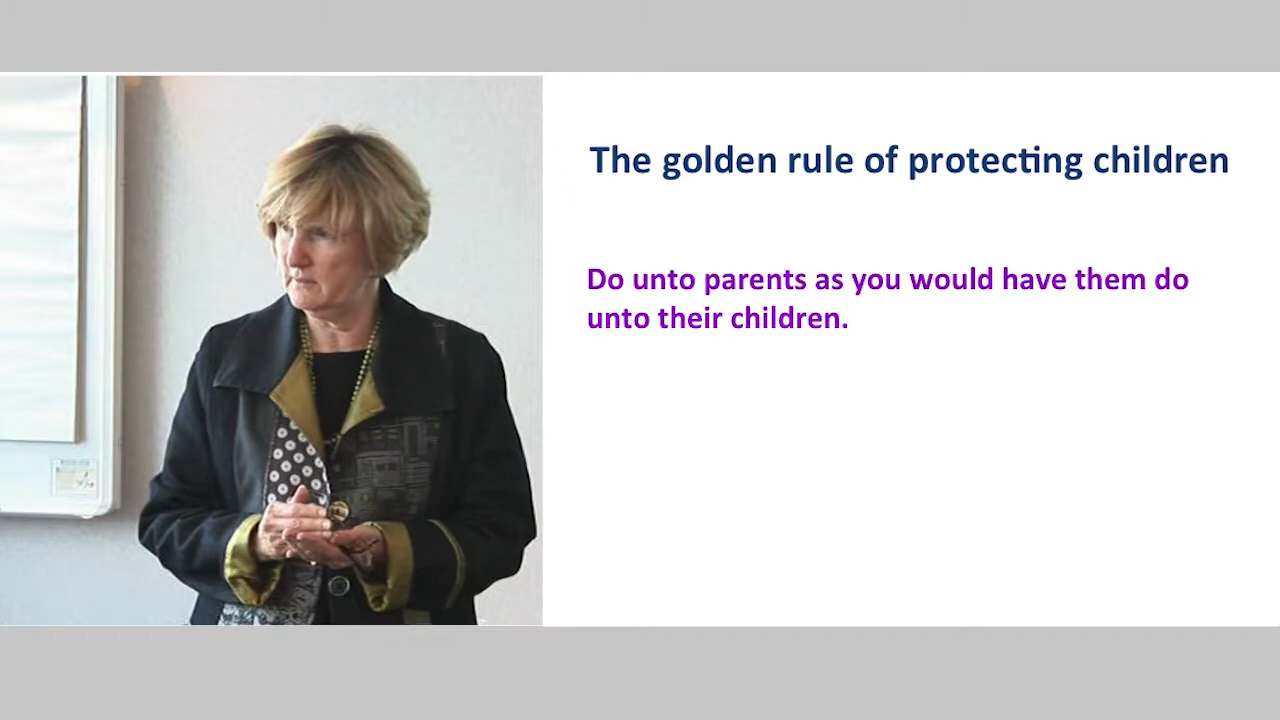 The golden rule of protecting children
Do unto parents as you would have them do
unto their children.